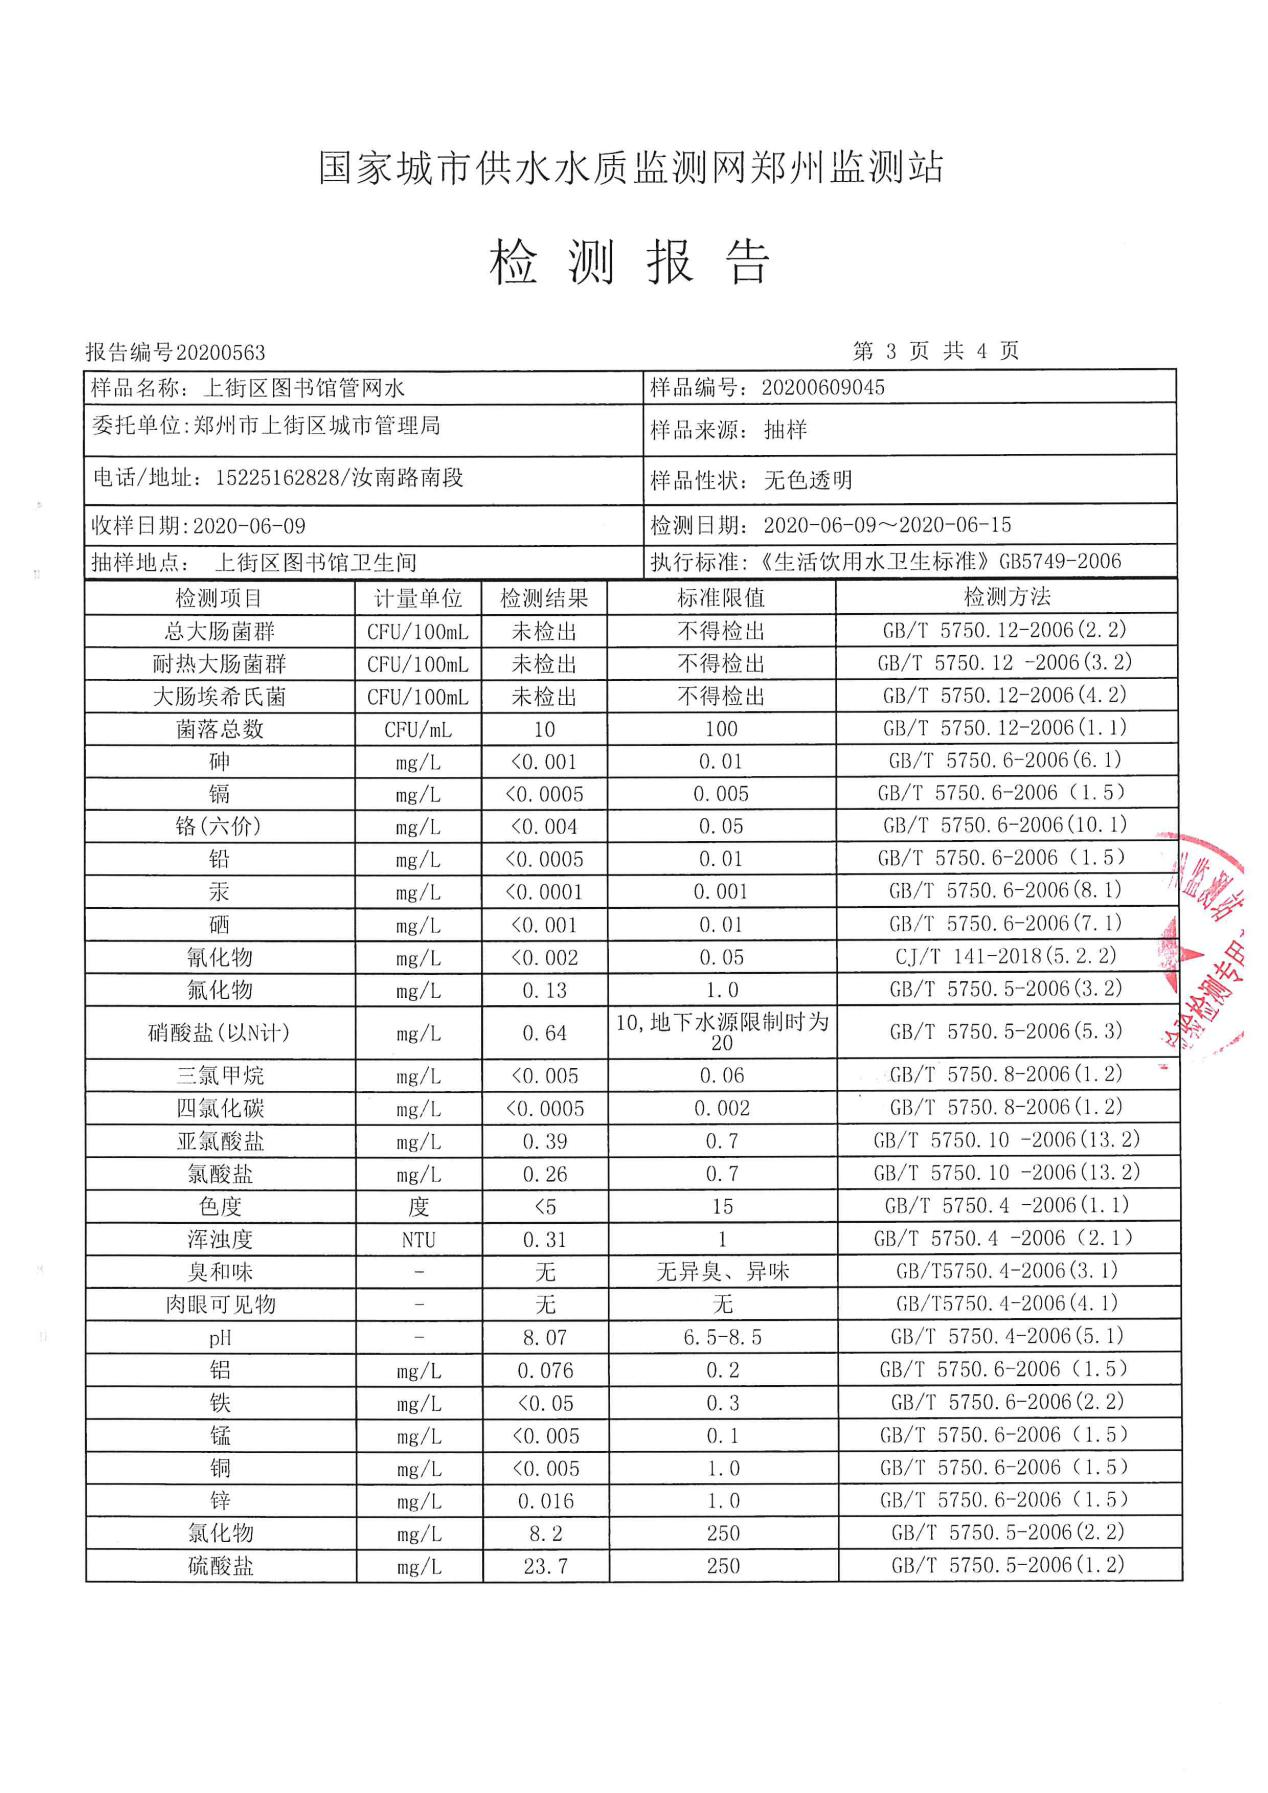 国家城市供水水质监测网郑州监测站
检 测 报 告
报告编号20200563 第 3 页 共 4 页
样品名称：上街区图书馆管网水 样品编号：20200609045
委托单位:郑州市上街区城市管理局 样品来源：抽样
电话/地址：15225162828/汝南路南段 样品性状：无色透明
收样日期:2020-06-09 检测日期：2020-06-09～2020-06-15
抽样地点： 上街区图书馆卫生间 执行标准:《生活饮用水卫生标准》GB5749-2006
检测项目 计量单位 检测结果 标准限值 检测方法
总大肠菌群 CFU/100mL 未检出 不得检出 GB/T 5750.12-2006(2.2)
耐热大肠菌群 CFU/100mL 未检出 不得检出 GB/T 5750.12 -2006(3.2)
大肠埃希氏菌 CFU/100mL 未检出 不得检出 GB/T 5750.12-2006(4.2)
菌落总数 CFU/mL 10 100 GB/T 5750.12-2006(1.1)
砷 mg/L <0.001 0.01 GB/T 5750.6-2006(6.1)
镉 mg/L <0.0005 0.005 GB/T 5750.6-2006（1.5）
铬(六价) mg/L <0.004 0.05 GB/T 5750.6-2006(10.1)
铅 mg/L <0.0005 0.01 GB/T 5750.6-2006（1.5）
汞 mg/L <0.0001 0.001 GB/T 5750.6-2006(8.1)
硒 mg/L <0.001 0.01 GB/T 5750.6-2006(7.1)
氰化物 mg/L <0.002 0.05 CJ/T 141-2018(5.2.2)
氟化物 mg/L 0.13 1.0 GB/T 5750.5-2006(3.2)
硝酸盐(以N计) mg/L 0.64 10,地下水源限制时为20 GB/T 5750.5-2006(5.3)
三氯甲烷 mg/L <0.005 0.06 GB/T 5750.8-2006(1.2)
四氯化碳 mg/L <0.0005 0.002 GB/T 5750.8-2006(1.2)
亚氯酸盐 mg/L 0.39 0.7 GB/T 5750.10 -2006(13.2)
氯酸盐 mg/L 0.26 0.7 GB/T 5750.10 -2006(13.2)
色度 度 <5 15 GB/T 5750.4 -2006(1.1)
浑浊度 NTU 0.31 1 GB/T 5750.4 -2006（2.1）
臭和味 - 无 无异臭、异味 GB/T5750.4-2006(3.1)
肉眼可见物 - 无 无 GB/T5750.4-2006(4.1)
pH - 8.07 6.5-8.5 GB/T 5750.4-2006(5.1)
铝 mg/L 0.076 0.2 GB/T 5750.6-2006（1.5）
铁 mg/L <0.05 0.3 GB/T 5750.6-2006(2.2)
锰 mg/L <0.005 0.1 GB/T 5750.6-2006（1.5）
铜 mg/L <0.005 1.0 GB/T 5750.6-2006（1.5）
锌 mg/L 0.016 1.0 GB/T 5750.6-2006（1.5）
氯化物 mg/L 8.2 250 GB/T 5750.5-2006(2.2)
硫酸盐 mg/L 23.7 250 GB/T 5750.5-2006(1.2)
监测站
检验检测专用